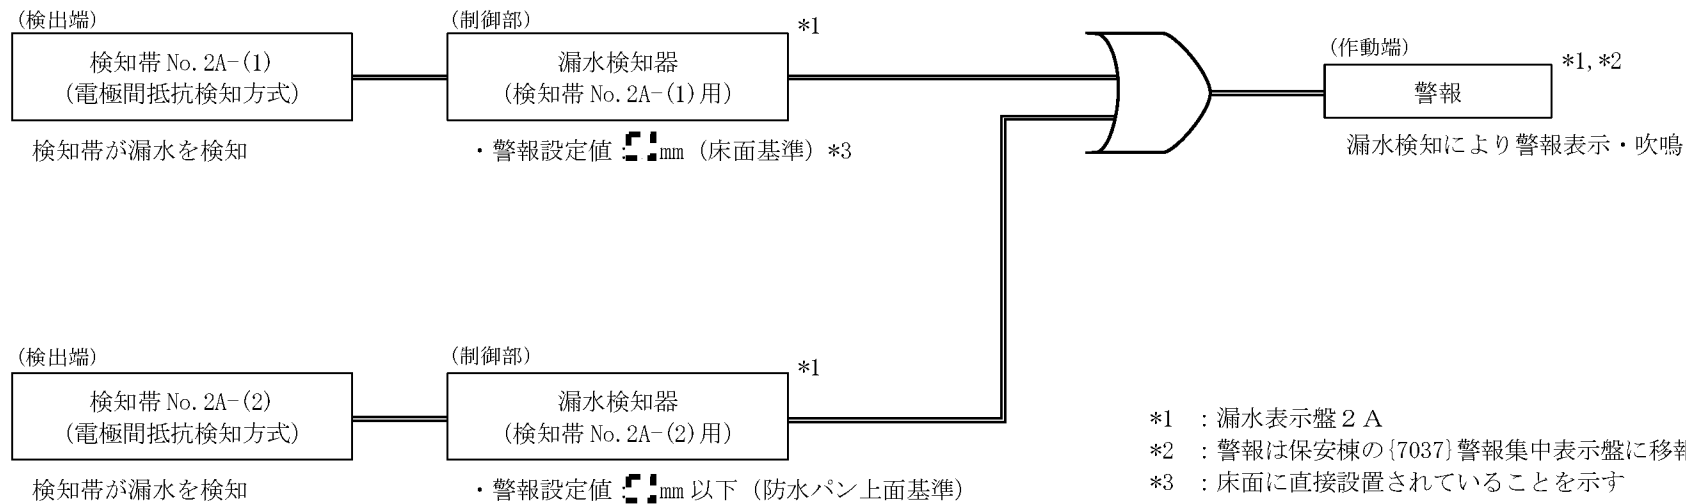 (検出端)
検知帯 No. 2A-(1)
(電極間抵抗検知方式)
検知帯が漏水を検知
(制御部)
*1
漏水検知器
(検知帯 No. 2A-(1)用)
・警報設定値： mm (床面基準) *3
(作動端)
*1, *2
警報
漏水検知により警報表示・吹鳴
(検出端)
検知帯 No. 2A-(2)
(電極間抵抗検知方式)
検知帯が漏水を検知
(制御部)
*1
漏水検知器
(検知帯 No. 2A-(2)用)
・警報設定値： mm 以下 (防水パン上面基準)
*1 ：漏水表示盤２Ａ
*2 ：警報は保安棟の{7037}警報集中表示盤に移報
*3 ：床面に直接設置されていることを示す